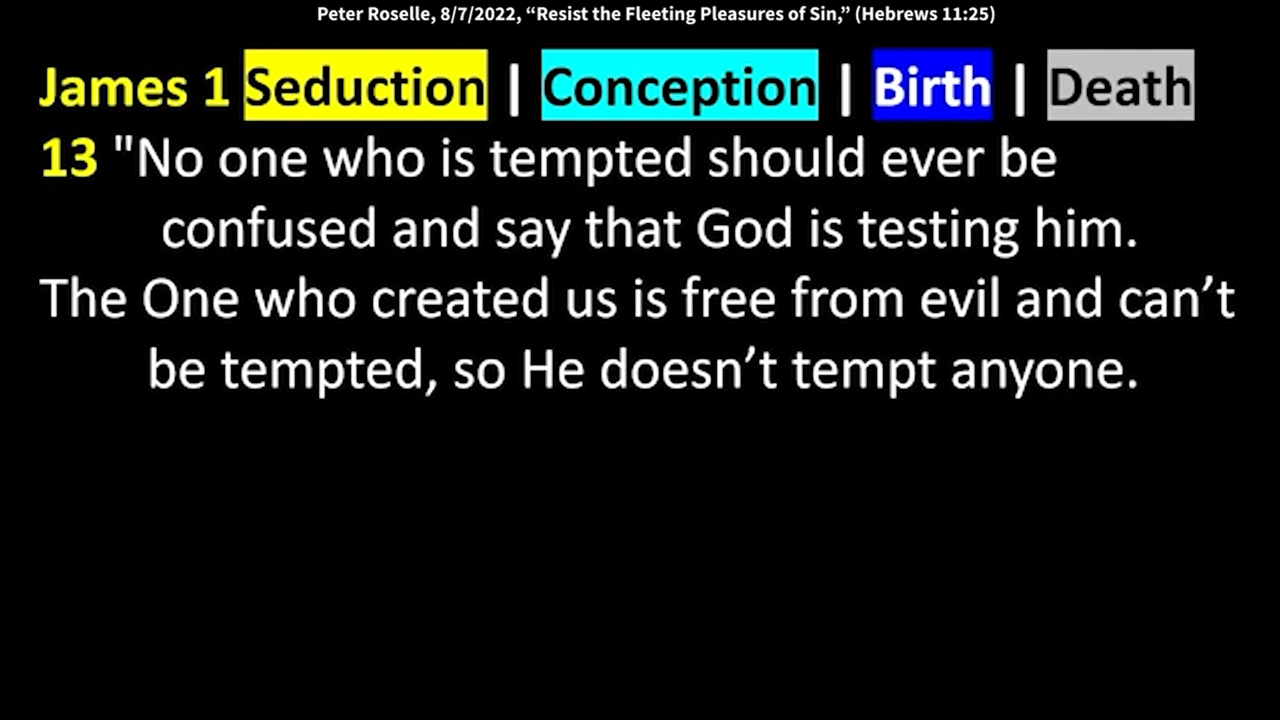 Peter Roselle, 8/7/2022, “Resist the Fleeting Pleasures of Sin,” (Hebrews 11:25)
James 1 Seduction | Conception | Birth | Death
13 "No one who is tempted should ever be
confused and say that God is testing him.
The One who created us is free from evil and can’t
be tempted, so He doesn’t tempt anyone.